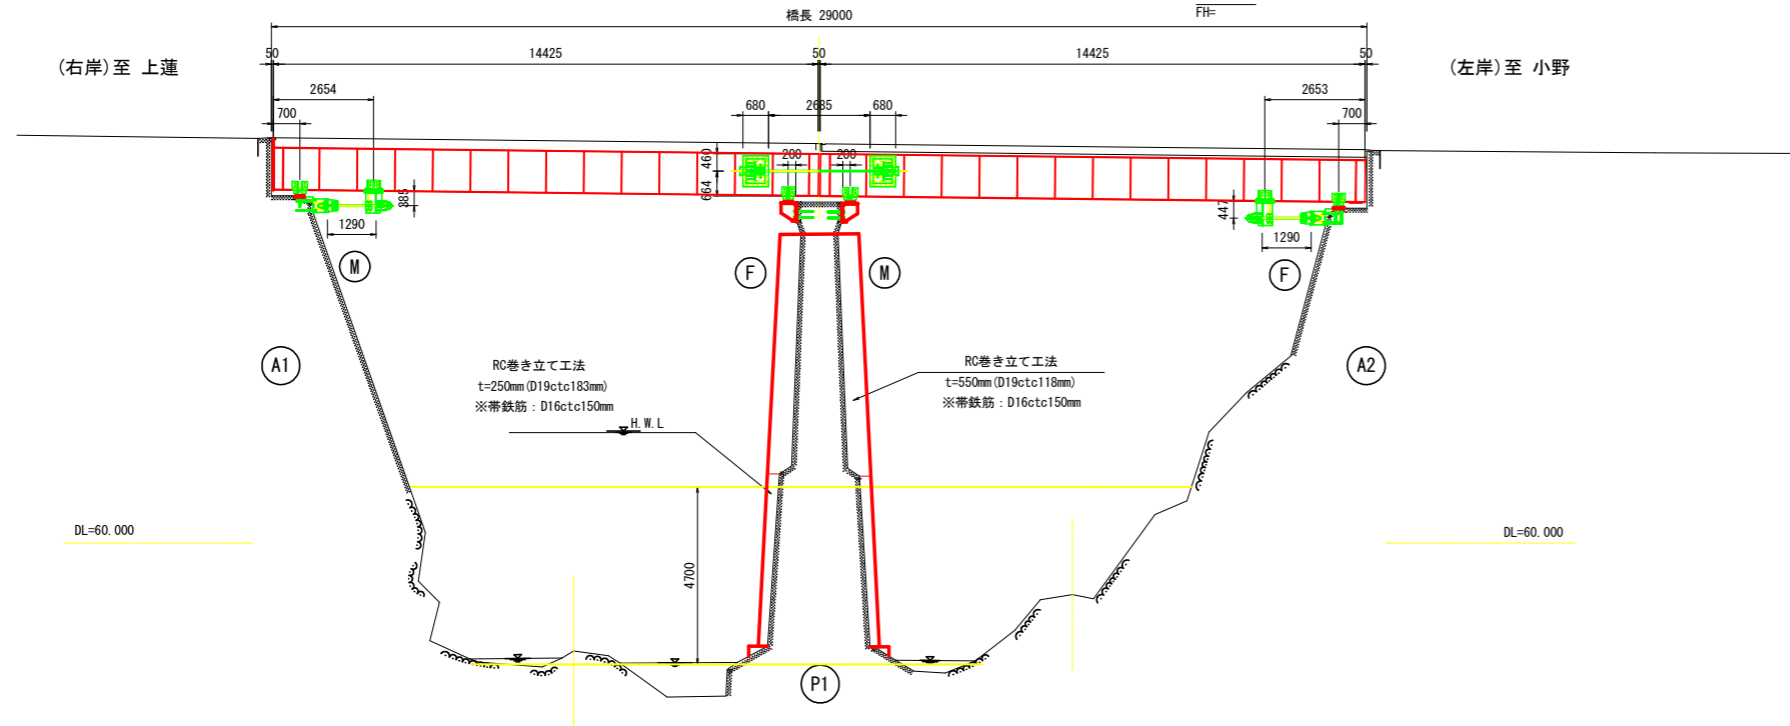 橋長 29000
FH=
(右岸)至 上蓮
50
14425
50
14425
50
(左岸)至 小野
2654
700
680
2685
680
2653
700
460
664
200
200
885
447
1290
1290
M
F
M
F
A1
A2
RC巻き立て工法
t=250mm(D19ctc183mm)
※帯鉄筋：D16ctc150mm
RC巻き立て工法
t=550mm(D19ctc118mm)
※帯鉄筋：D16ctc150mm
H.W.L
DL=60.000
DL=60.000
4700
P1